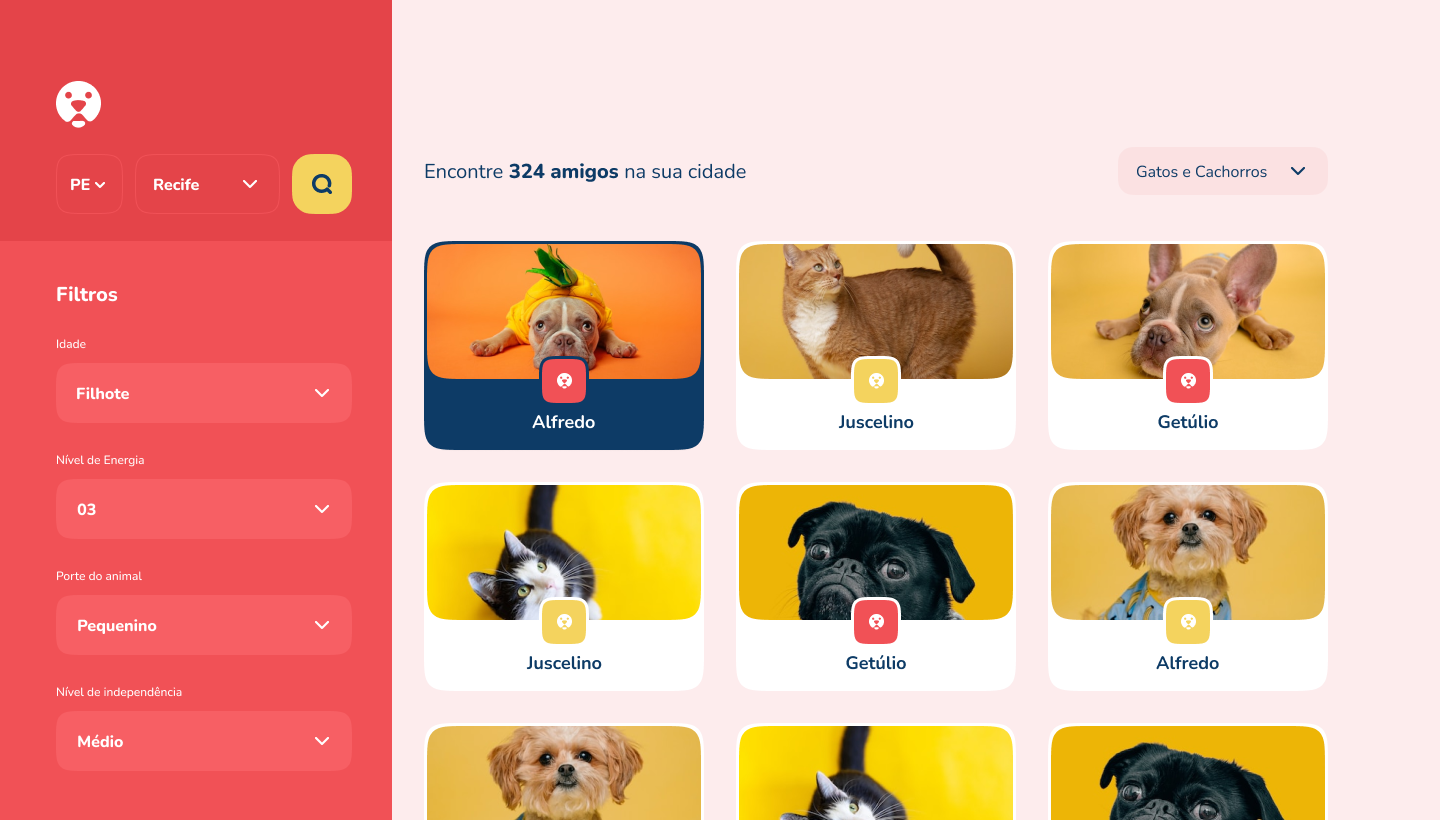 PE
Recife
Filtros
Idade
Filhote
Nível de Energia
03
Porte do animal
Pequenino
Nível de independência
Médio
Encontre 324 amigos na sua cidade
Gatos e Cachorros
Alfredo
Juscelino
Getúlio
Juscelino
Getúlio
Alfredo